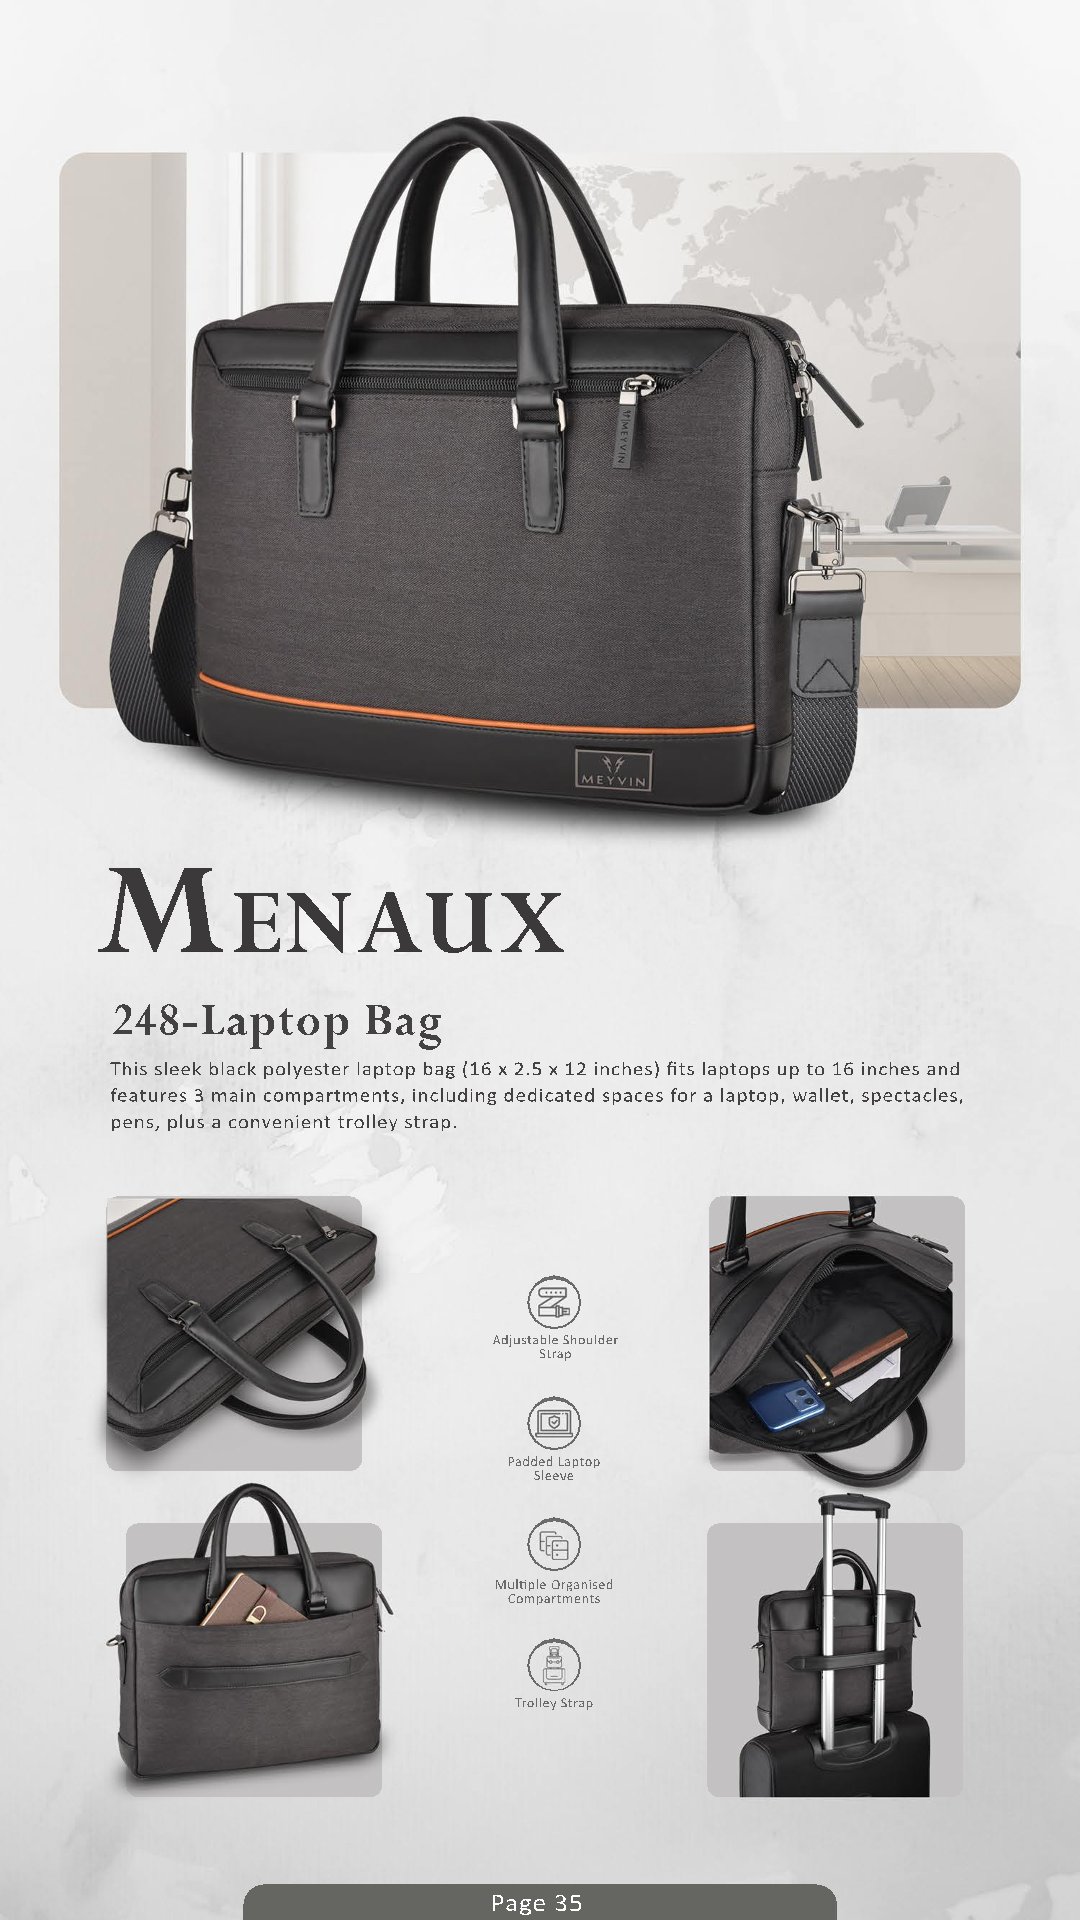 MEYVIN
MEYVIN
MENAUX
248-Laptop Bag
This sleek black polyester laptop bag (16 x 2.5 x 12 inches) fits laptops up to 16 inches and
features 3 main compartments, including dedicated spaces for a laptop, wallet, spectacles,
pens, plus a convenient trolley strap.
Adjustable Shoulder
Strap
Padded Laptop
Sleeve
Multiple Organised
Compartments
Trolley Strap
Page 35